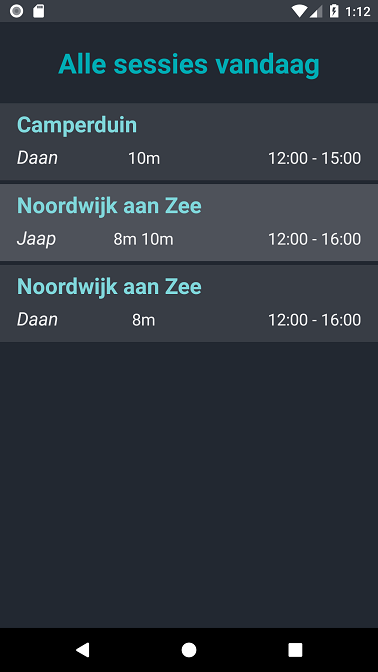 1:12
Alle sessies vandaag
Camperduin
Daan 10m 12:00 - 15:00
Noordwijk aan Zee
Jaap 8m 10m 12:00 - 16:00
Noordwijk aan Zee
Daan 8m 12:00 - 16:00